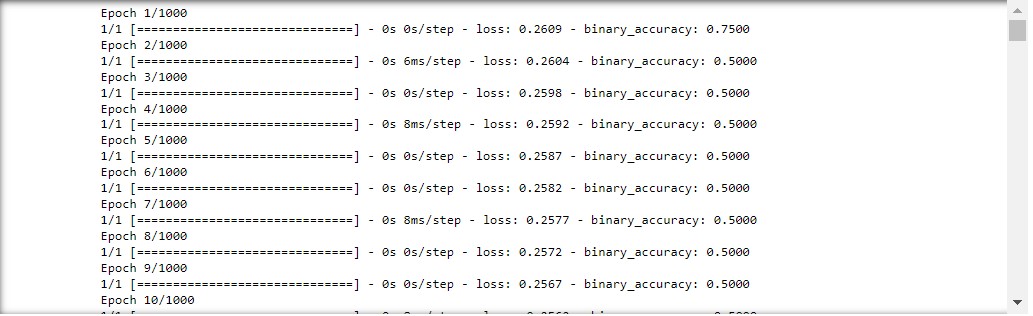 Epoch 1/1000
1/1 [==============================] - 0s 0s/step - loss: 0.2609 - binary_accuracy: 0.7500
Epoch 2/1000
1/1 [==============================] - 0s 6ms/step - loss: 0.2604 - binary_accuracy: 0.5000
Epoch 3/1000
1/1 [==============================] - 0s 0s/step - loss: 0.2598 - binary_accuracy: 0.5000
Epoch 4/1000
1/1 [==============================] - 0s 8ms/step - loss: 0.2592 - binary_accuracy: 0.5000
Epoch 5/1000
1/1 [==============================] - 0s 0s/step - loss: 0.2587 - binary_accuracy: 0.5000
Epoch 6/1000
1/1 [==============================] - 0s 0s/step - loss: 0.2582 - binary_accuracy: 0.5000
Epoch 7/1000
1/1 [==============================] - 0s 8ms/step - loss: 0.2577 - binary_accuracy: 0.5000
Epoch 8/1000
1/1 [==============================] - 0s 0s/step - loss: 0.2572 - binary_accuracy: 0.5000
Epoch 9/1000
1/1 [==============================] - 0s 0s/step - loss: 0.2567 - binary_accuracy: 0.5000
Epoch 10/1000